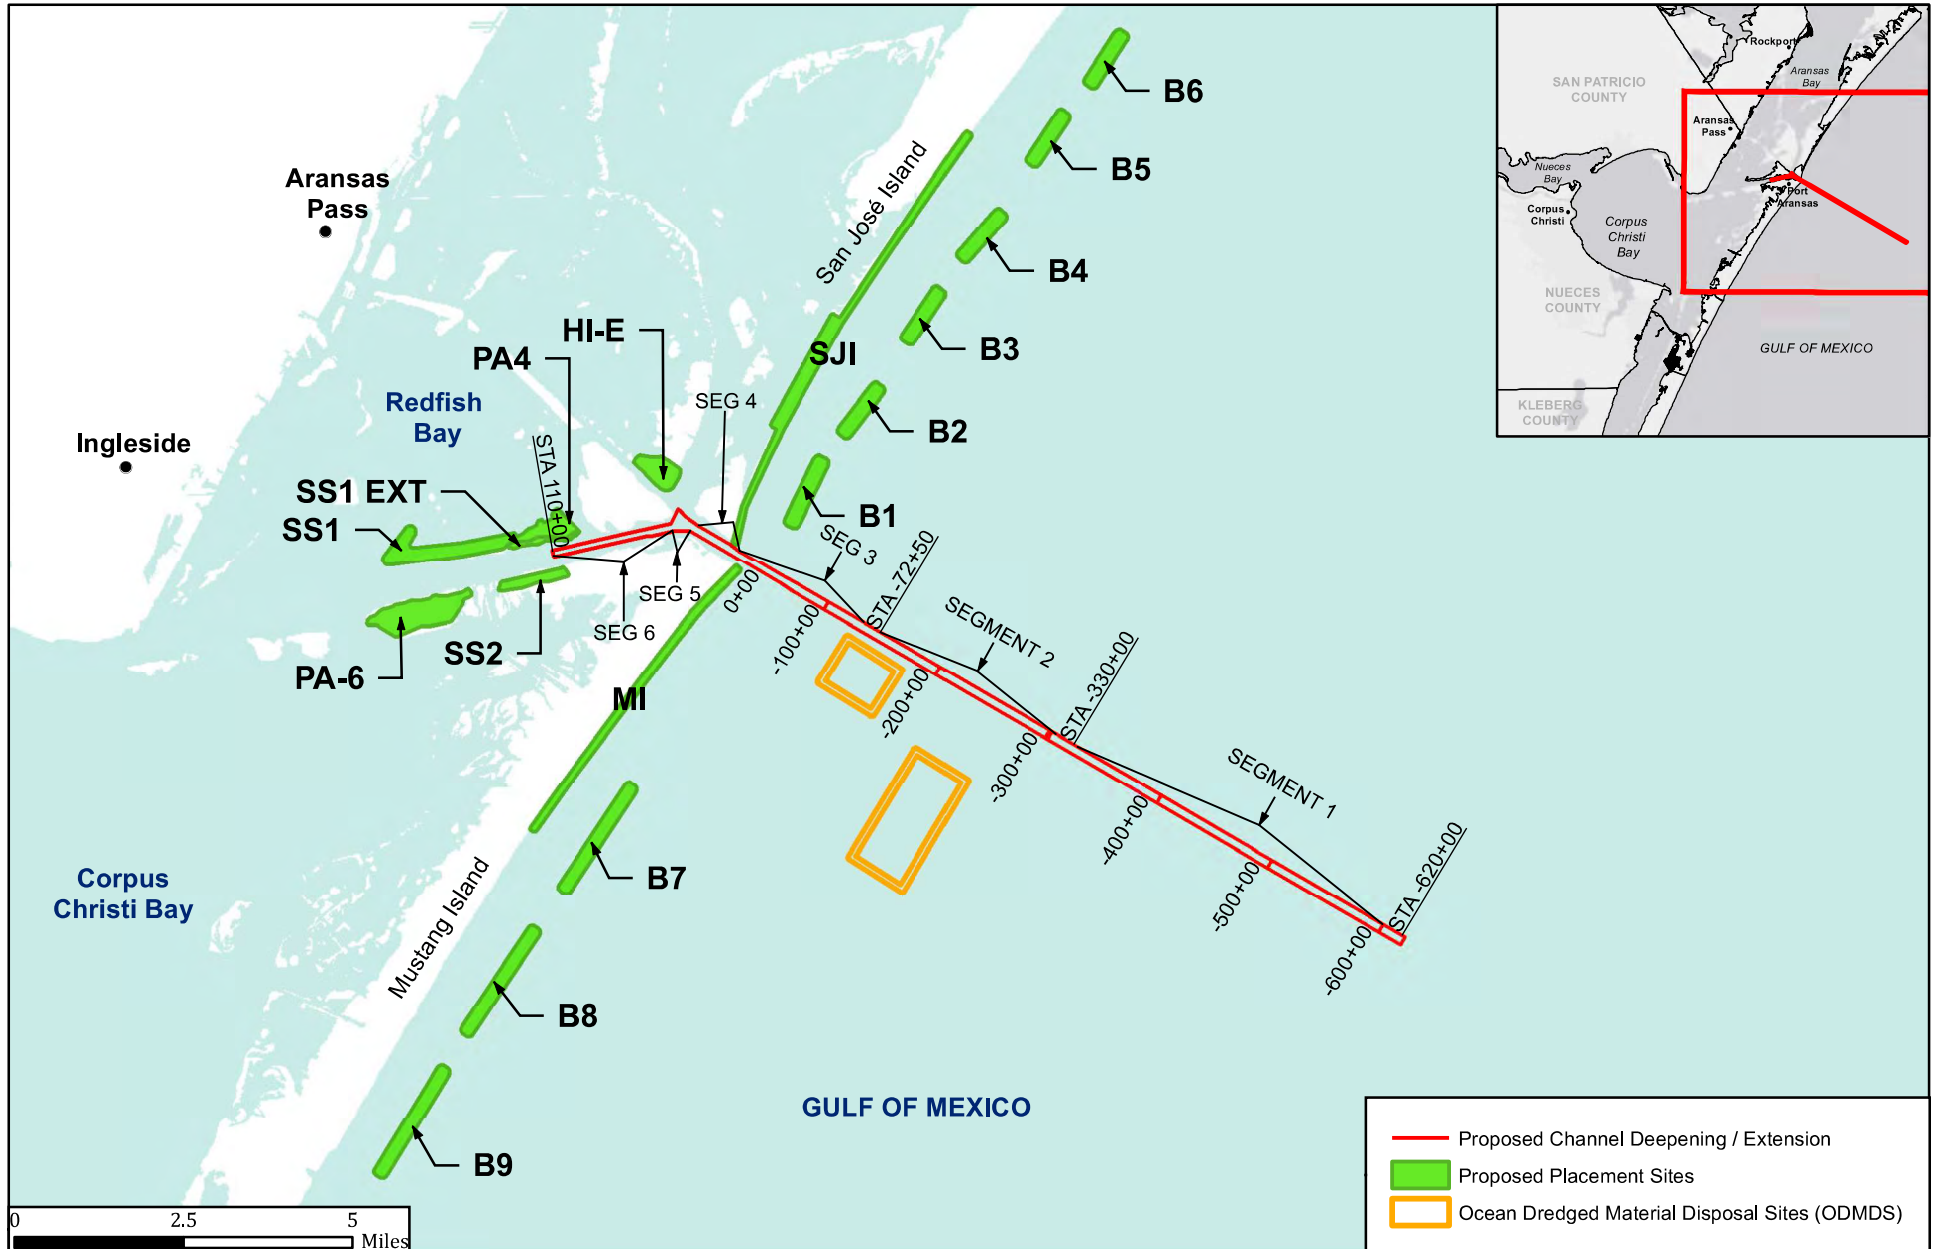 Aransas
Pass
Ingleside
Redfish
Bay
Corpus
Christi Bay
San José Island
Mustang Island
GULF OF MEXICO
B6
B5
B4
B3
B2
B1
SJI
HI-E
PA4
SS1 EXT
SS1
SS2
PA-6
MI
B7
B8
B9
SEG 4
STA 110+00
SEG 5
SEG 6
SEG 3
SEGMENT 2
SEGMENT 1
0+00
-100+00
STA -72+50
-200+00
-300+00
STA -330+00
-400+00
-500+00
-600+00
STA -620+00
Rockport
Aransas
Bay
SAN PATRICIO
COUNTY
Aransas
Pass
Nueces
Bay
Port
Aransas
Corpus
Christi
Corpus
Christi
Bay
NUECES
COUNTY
GULF OF MEXICO
KLEBERG
COUNTY
0 2.5 5
Miles
Proposed Channel Deepening / Extension
Proposed Placement Sites
Ocean Dredged Material Disposal Sites (ODMDS)